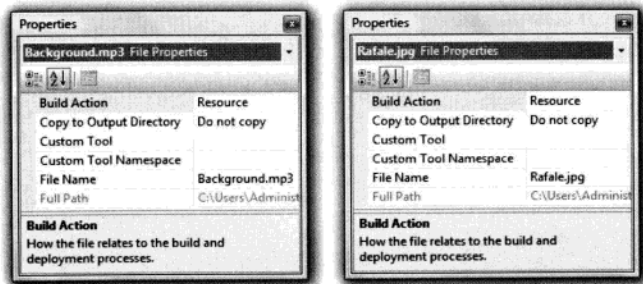 Properties
Background.mp3 File Properties
Build Action Resource
Copy to Output Directory Do not copy
Custom Tool
Custom Tool Namespace
File Name Background.mp3
Full Path C:\Users\Administ
Build Action
How the file relates to the build and
deployment processes.
Properties
Rafale.jpg File Properties
Build Action Resource
Copy to Output Directory Do not copy
Custom Tool
Custom Tool Namespace
File Name Rafale.jpg
Full Path C:\Users\Administ
Build Action
How the file relates to the build and
deployment processes.